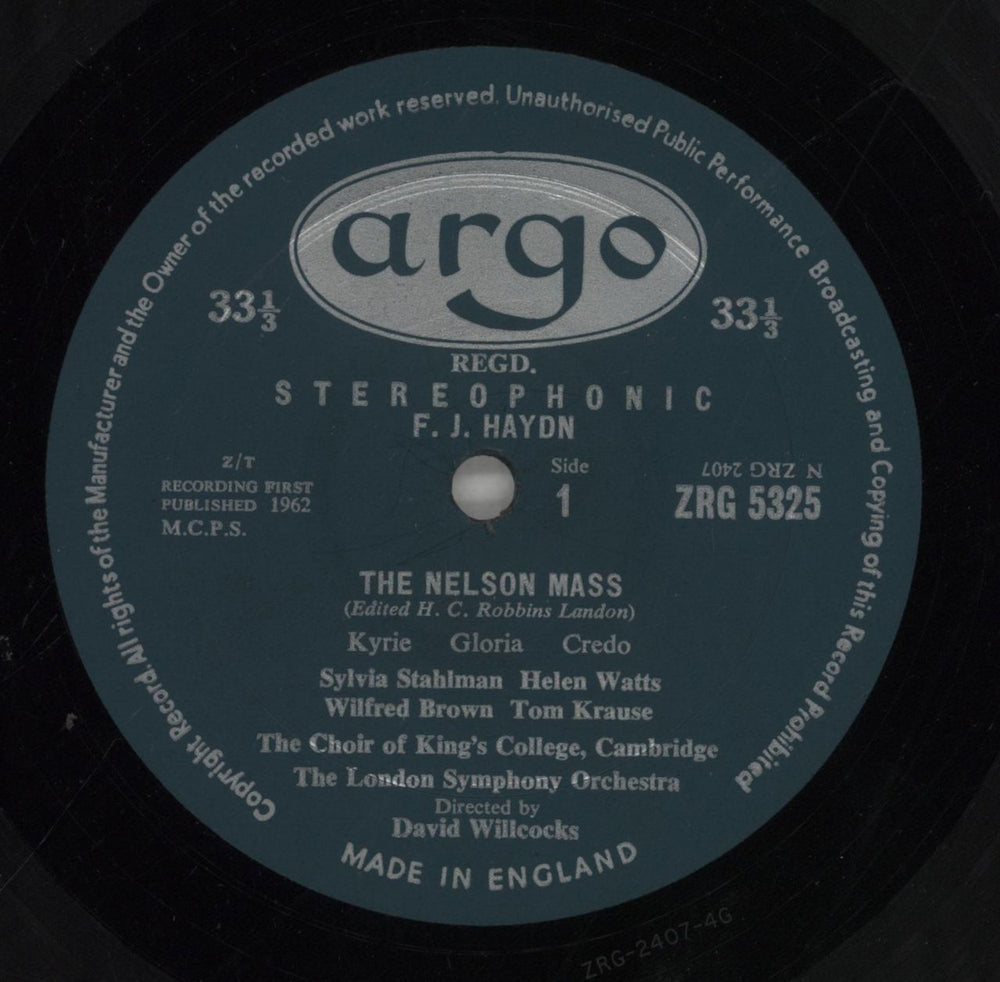 Copyright Record. All rights of the Manufacturer and the Owner of the recorded work reserved. Unauthorised Public Performance Broadcasting and Copying of this Record Prohibited
argo
33⅓
33⅓
REGD.
STEREOPHONIC
F. J. HAYDN
Z/T
RECORDING FIRST
PUBLISHED 1962
M.C.P.S.
Side
1
N ZRG 2407
ZRG 5325
THE NELSON MASS
(Edited H. C. Robbins Landon)
Kyrie Gloria Credo
Sylvia Stahlman Helen Watts
Wilfred Brown Tom Krause
The Choir of King's College, Cambridge
The London Symphony Orchestra
Directed by
David Willcocks
MADE IN ENGLAND
ZRG-2407-4G